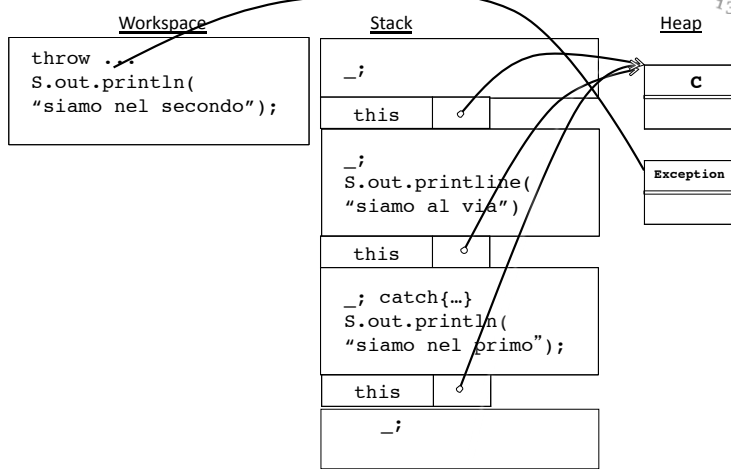 Workspace
throw ...
S.out.println(
“siamo nel secondo”);
Stack
_;
this
_;
S.out.printline(
“siamo al via”)
this
_; catch{…}
S.out.println(
“siamo nel primo”);
this
_;
Heap
C
Exception